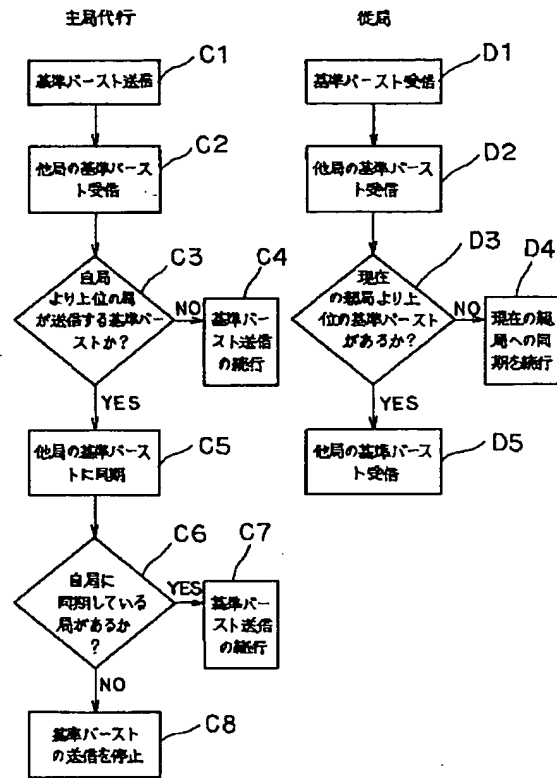 主局代行
C1
基準バースト送信
C2
他局の基準バー
スト受信
C3
自局
より上位の局
が送信する基準バー
ストか?
NO
C4
基準バー
スト送信
の続行
YES
C5
他局の基準バー
ストに同期
C6
自局に
同期している
局があるか
?
YES
C7
基準バー
スト送信
の続行
NO
C8
基準バースト
の送信を停止
従局
D1
基準バースト受信
D2
他局の基準バー
スト受信
D3
現在
の親局より上
位の基準バースト
があるか?
NO
D4
現在の親
局への同
期を続行
YES
D5
他局の基準バー
スト受信